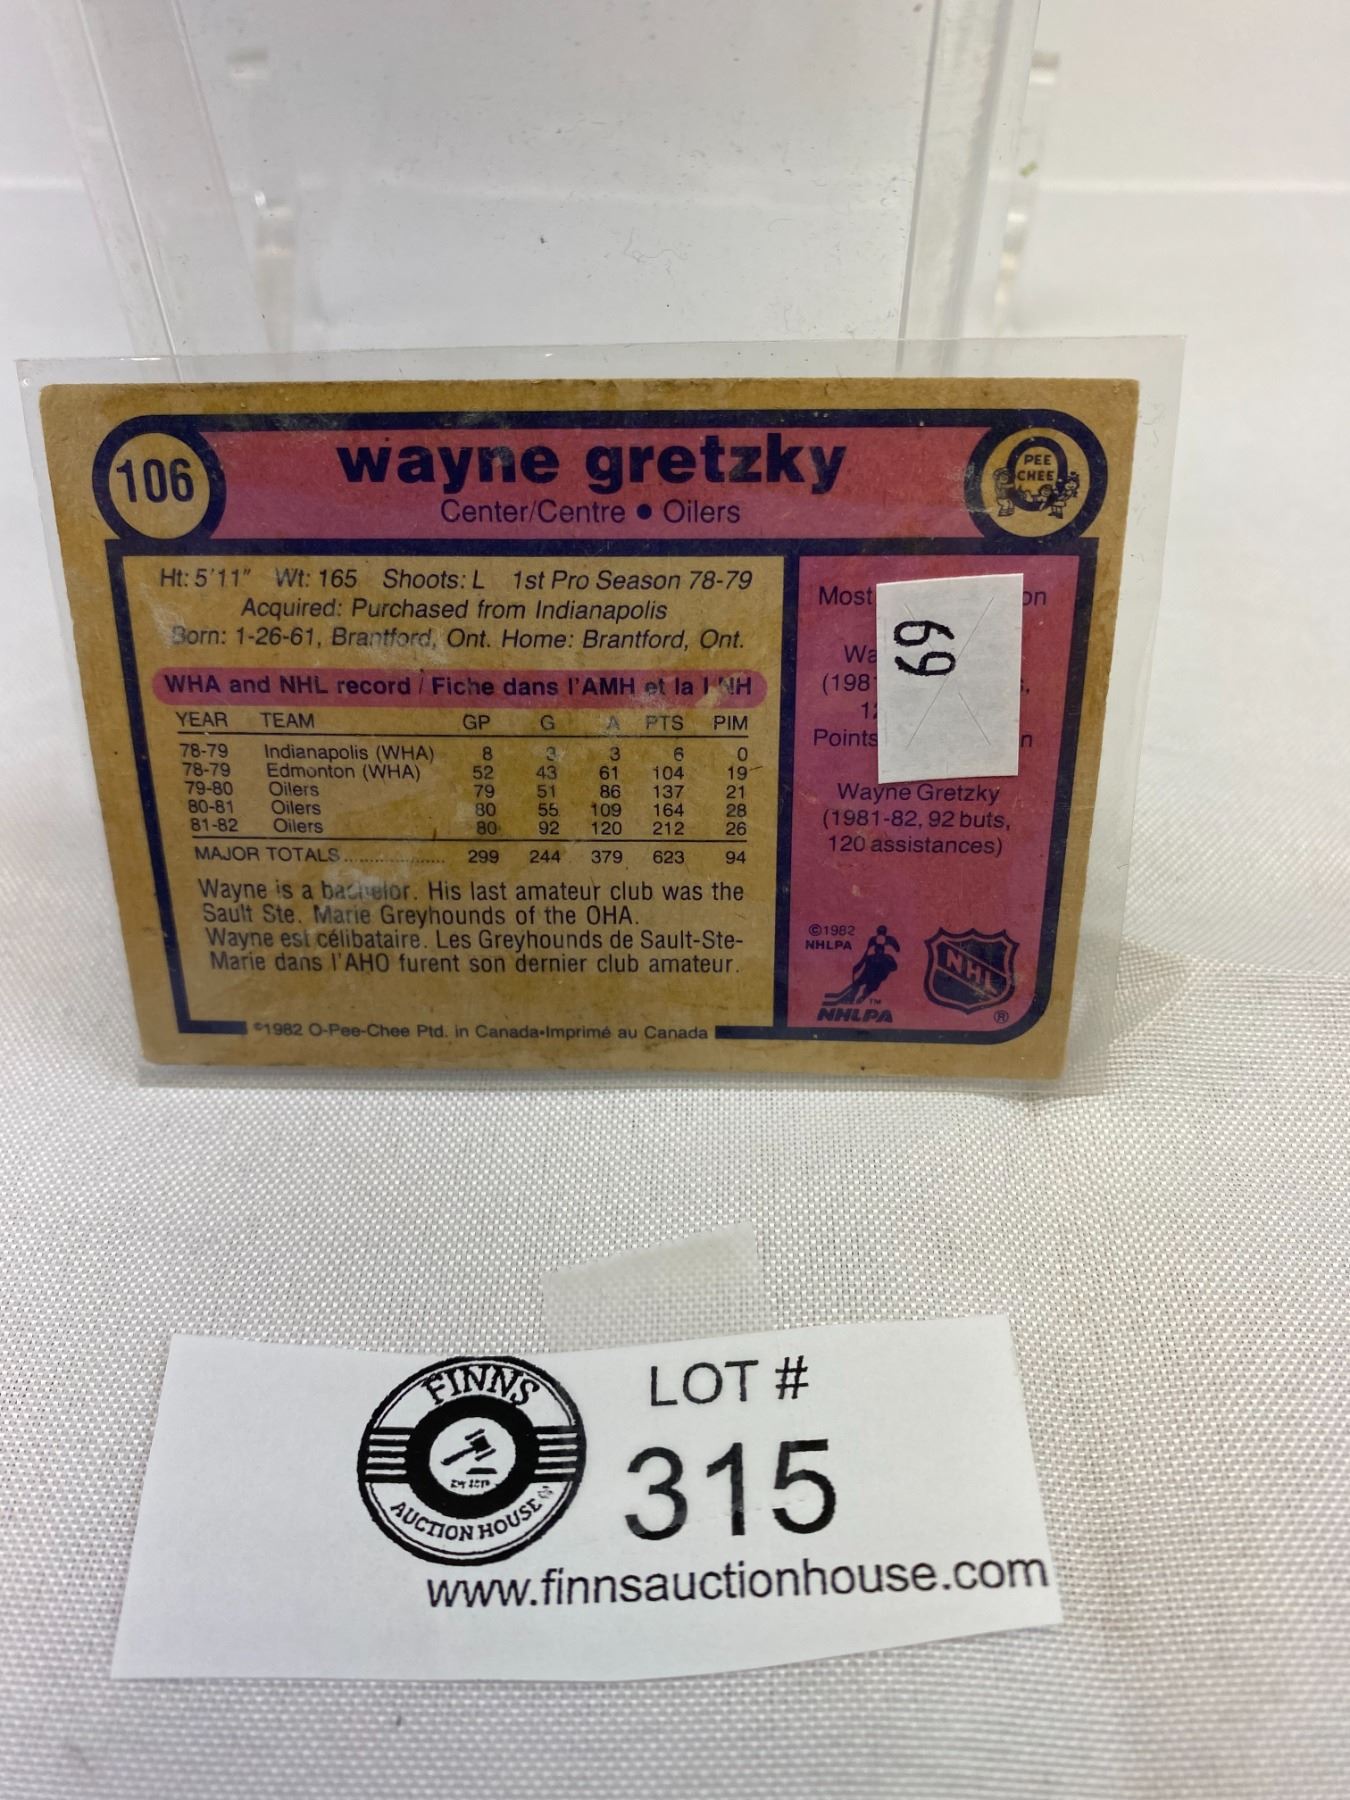 106
wayne gretzky
Center/Centre • Oilers
PEE
CHEE
Ht: 5'11" Wt: 165 Shoots: L 1st Pro Season 78-79
Acquired: Purchased from Indianapolis
Born: 1-26-61, Brantford, Ont. Home: Brantford, Ont.
WHA and NHL record / Fiche dans l'AMH et la LNH
YEAR TEAM GP G A PTS PIM
78-79 Indianapolis (WHA) 8 3 3 6 0
78-79 Edmonton (WHA) 52 43 61 104 19
79-80 Oilers 79 51 86 137 21
80-81 Oilers 80 55 109 164 28
81-82 Oilers 80 92 120 212 26
MAJOR TOTALS.................... 299 244 379 623 94
Wayne is a bachelor. His last amateur club was the
Sault Ste. Marie Greyhounds of the OHA.
Wayne est célibataire. Les Greyhounds de Sault-Ste-
Marie dans l'AHO furent son dernier club amateur.
©1982 O-Pee-Chee Ptd. in Canada•Imprimé au Canada
Most
(198
Points
69
Wayne Gretzky
(1981-82, 92 buts,
120 assistances)
©1982
NHLPA
TM
NHLPA
NHL
®
FINNS
AUCTION HOUSE
LOT #
315
www.finnsauctionhouse.com